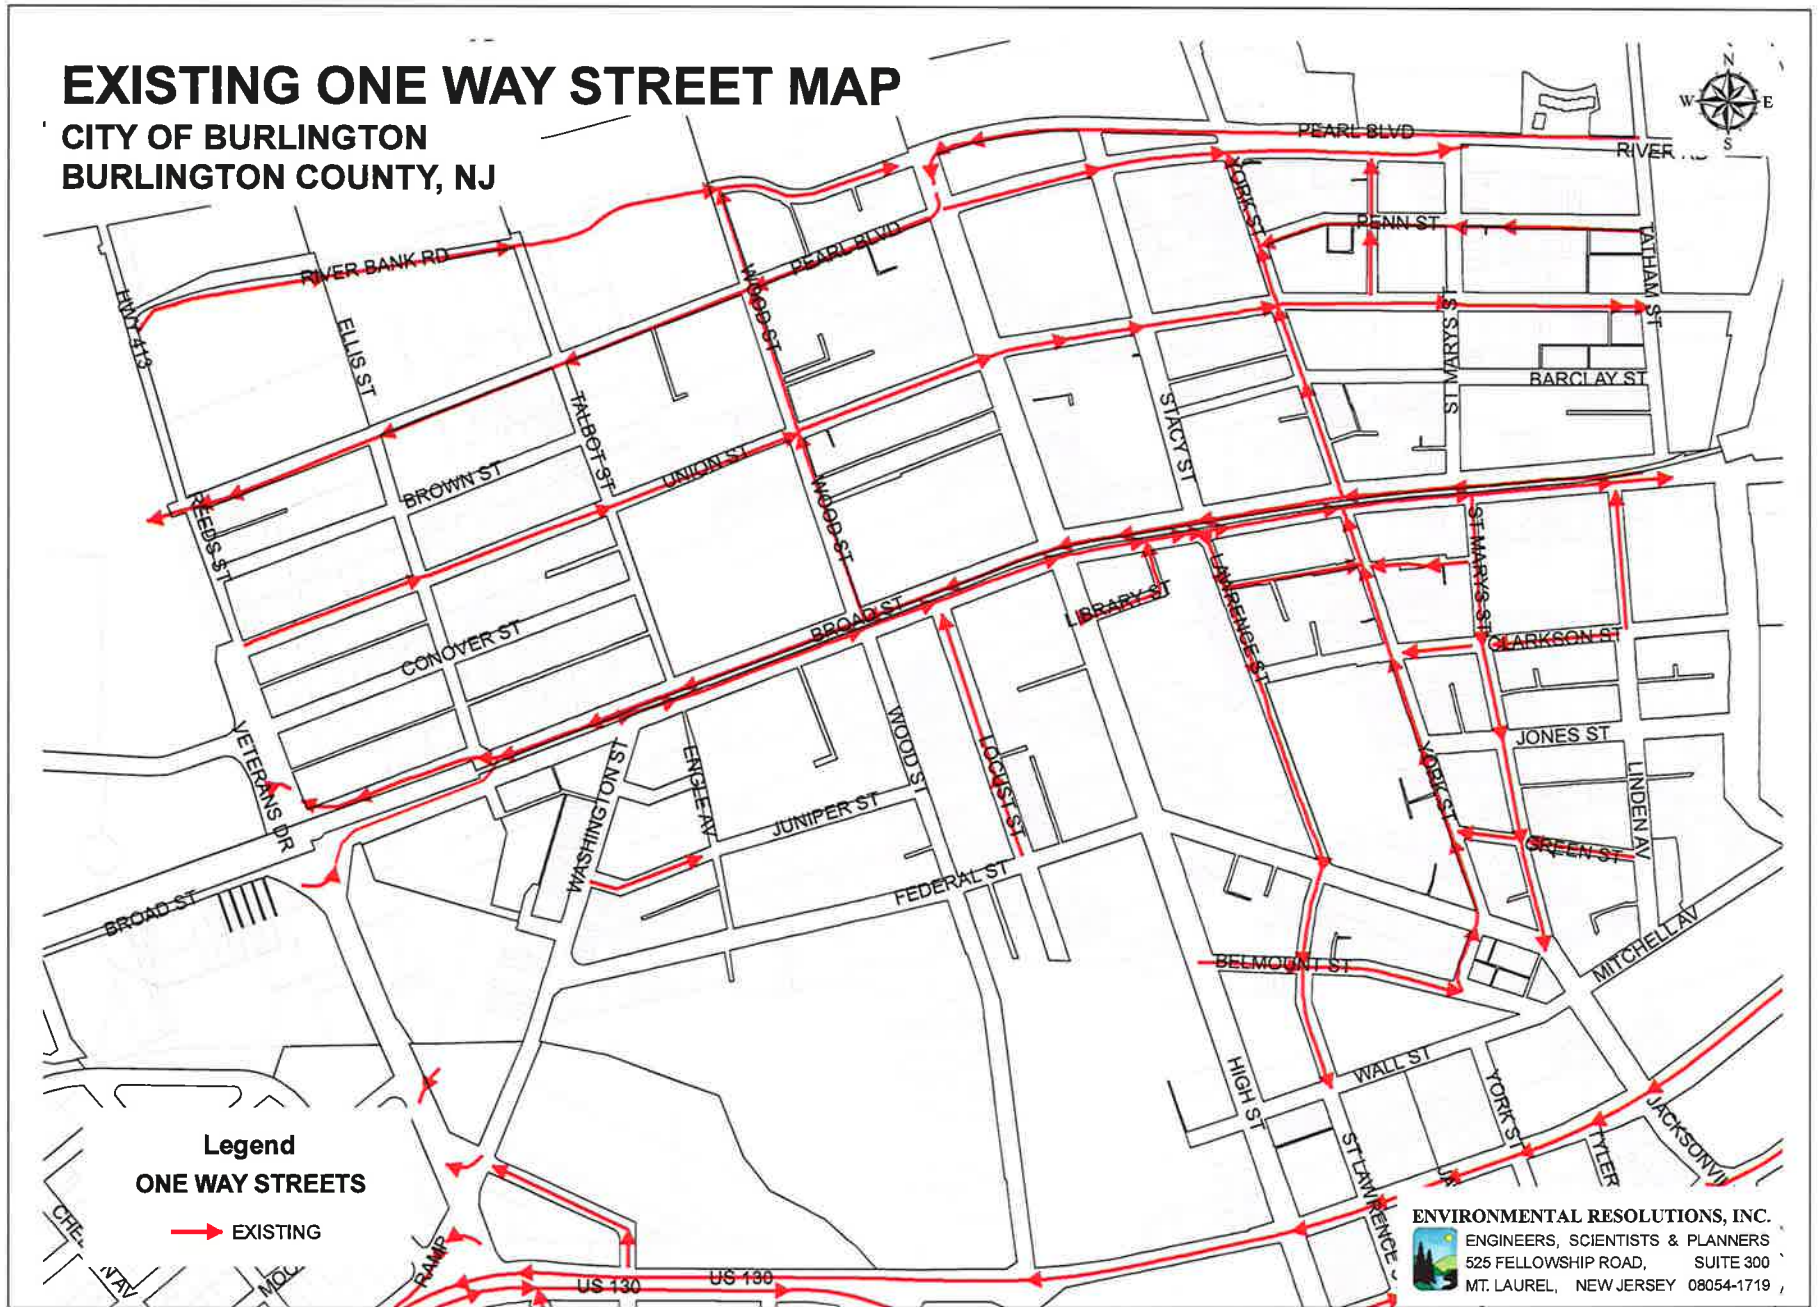 EXISTING ONE WAY STREET MAP
CITY OF BURLINGTON
BURLINGTON COUNTY, NJ
N
W
E
S
PEARL BLVD
RIVER
YORK ST
PENN ST
TATHAM ST
RIVER BANK RD
PEARL BLVD
WOOD ST
HWY 413
ELLIS ST
ST MARYS ST
BARCLAY ST
TALBOT ST
STACY ST
BROWN ST
UNION ST
WOOD ST
REEDS ST
ST MARYS ST
LAWRENCE ST
LIBRARY ST
BROAD ST
CLARKSON ST
CONOVER ST
VETERANS DR
WOOD ST
LOCUST ST
ENGLE AV
WASHINGTON ST
JUNIPER ST
YORK ST
JONES ST
LINDEN AV
GREEN ST
FEDERAL ST
BROAD ST
MITCHELL AV
BELMOUNT ST
WALL ST
HIGH ST
YORK ST
JACKSONVI
TYLER
ST LAWRENCE
JA
Legend
ONE WAY STREETS
EXISTING
RAMP
US 130
US 130
ENVIRONMENTAL RESOLUTIONS, INC.
ENGINEERS, SCIENTISTS & PLANNERS
525 FELLOWSHIP ROAD, SUITE 300
MT. LAUREL, NEW JERSEY 08054-1719